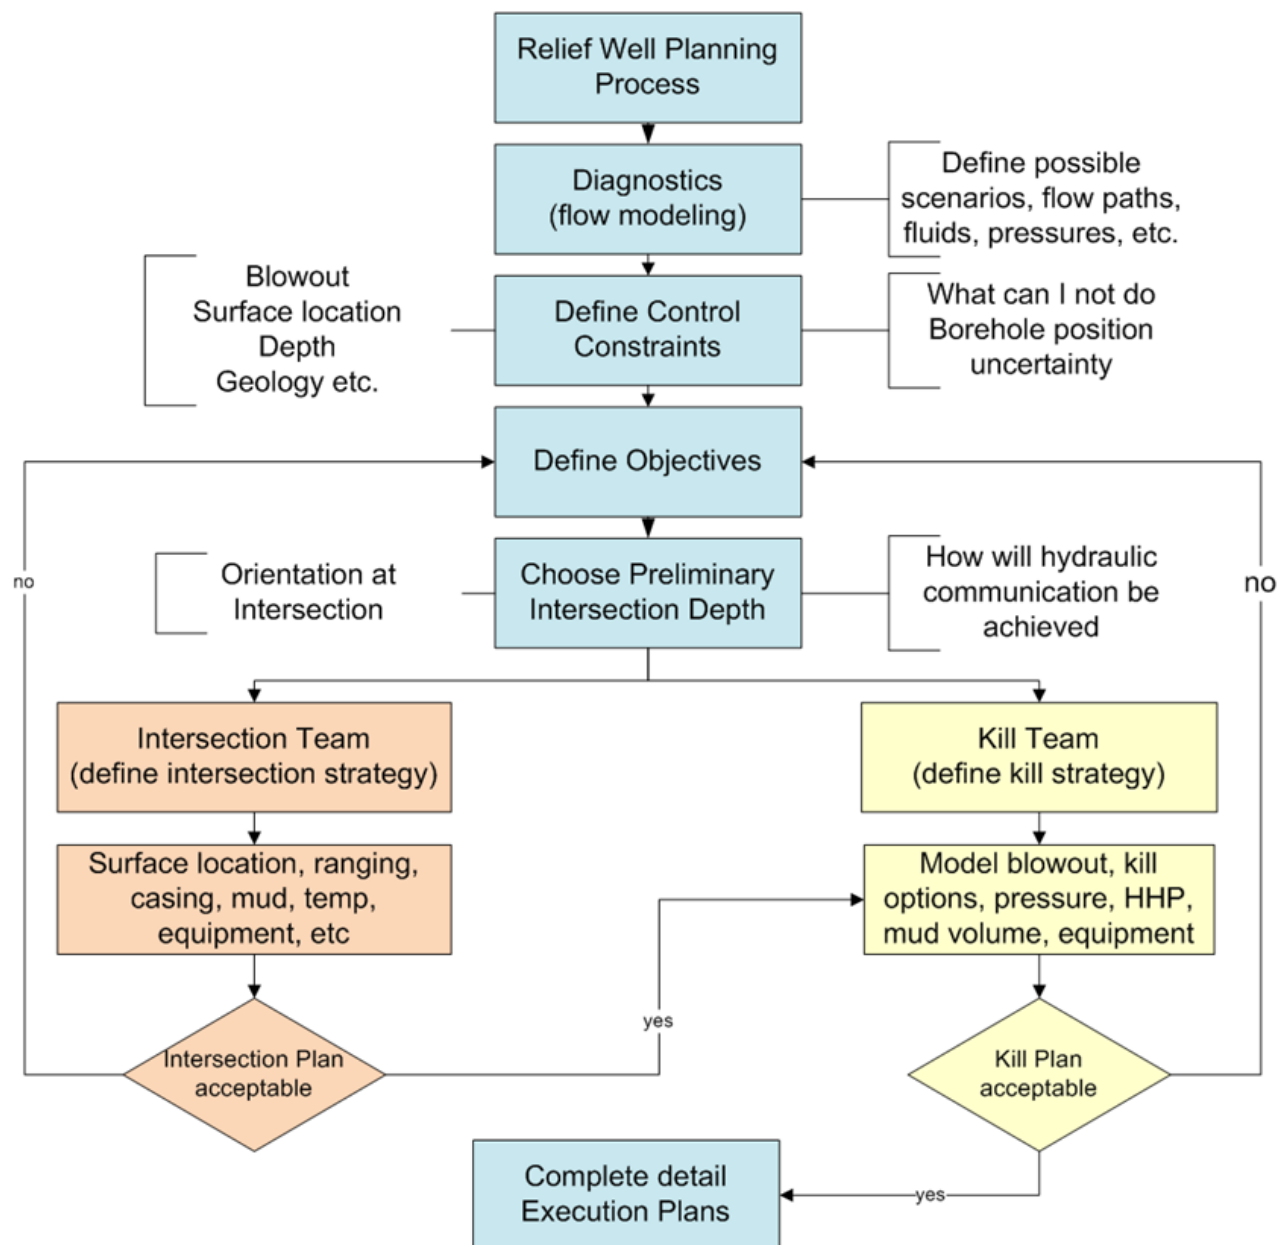 Relief Well Planning
Process
Diagnostics
(flow modeling)
Define possible
scenarios, flow paths,
fluids, pressures, etc.
Blowout
Surface location
Depth
Geology etc.
Define Control
Constraints
What can I not do
Borehole position
uncertainty
Define Objectives
no
Orientation at
Intersection
Choose Preliminary
Intersection Depth
How will hydraulic
communication be
achieved
no
Intersection Team
(define intersection strategy)
Kill Team
(define kill strategy)
Surface location, ranging,
casing, mud, temp,
equipment, etc
Model blowout, kill
options, pressure, HHP,
mud volume, equipment
yes
Intersection Plan
acceptable
Kill Plan
acceptable
Complete detail
Execution Plans
yes